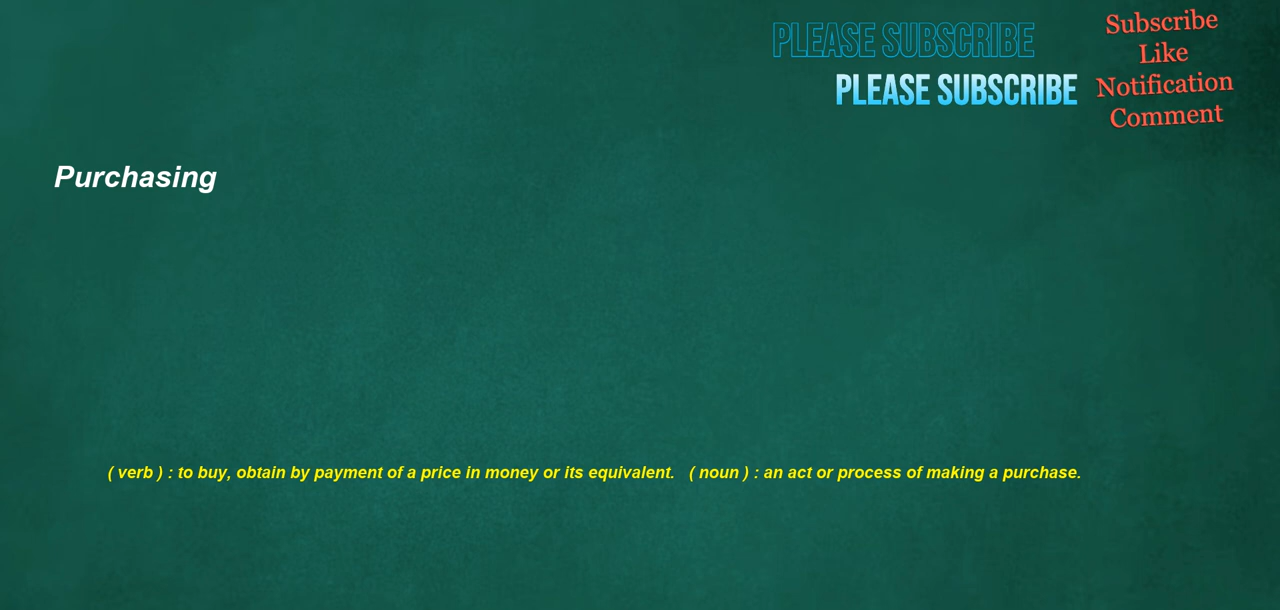 PLEASE SUBSCRIBE
PLEASE SUBSCRIBE
Subscribe
Like
Notification
Comment
Purchasing
( verb ) : to buy, obtain by payment of a price in money or its equivalent. ( noun ) : an act or process of making a purchase.